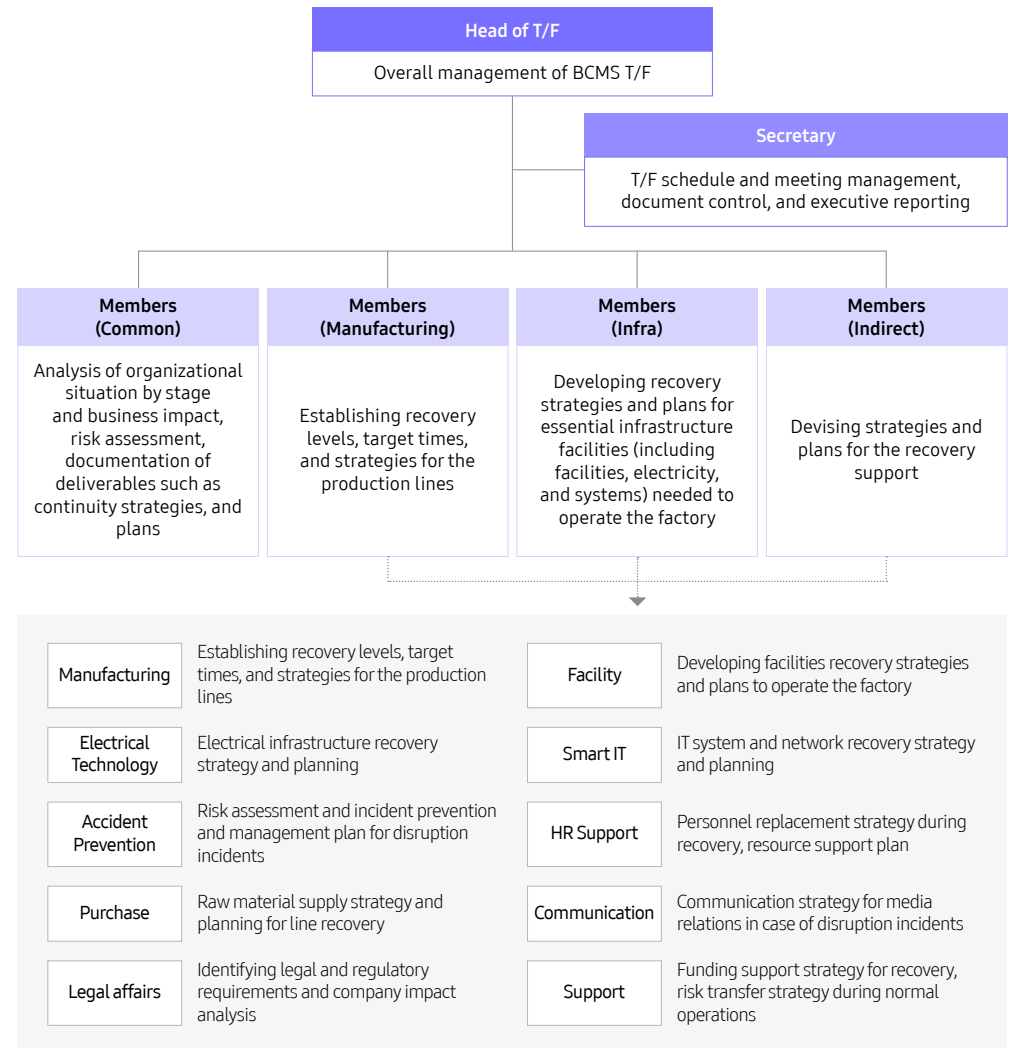 Head of T/F
Overall management of BCMS T/F
Secretary
T/F schedule and meeting management,
document control, and executive reporting
Members
(Common)
Analysis of organizational
situation by stage
and business impact,
risk assessment,
documentation of
deliverables such as
continuity strategies, and
plans
Members
(Manufacturing)
Establishing recovery
levels, target times,
and strategies for the
production lines
Members
(Infra)
Developing recovery
strategies and plans for
essential infrastructure
facilities (including
facilities, electricity,
and systems) needed to
operate the factory
Members
(Indirect)
Devising strategies and
plans for the recovery
support
Manufacturing
Establishing recovery levels, target
times, and strategies for the production
lines
Facility
Developing facilities recovery strategies
and plans to operate the factory
Electrical
Technology
Electrical infrastructure recovery
strategy and planning
Smart IT
IT system and network recovery strategy
and planning
Accident
Prevention
Risk assessment and incident prevention
and management plan for disruption
incidents
HR Support
Personnel replacement strategy during
recovery, resource support plan
Purchase
Raw material supply strategy and
planning for line recovery
Communication
Communication strategy for media
relations in case of disruption incidents
Legal affairs
Identifying legal and regulatory
requirements and company impact
analysis
Support
Funding support strategy for recovery,
risk transfer strategy during normal
operations